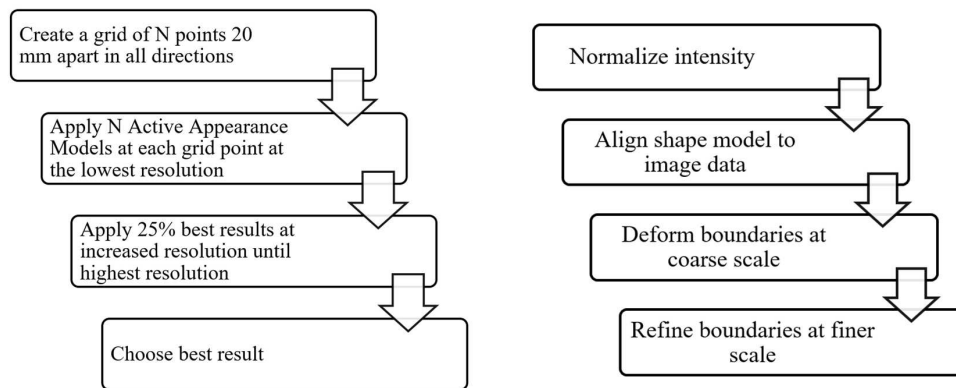 Create a grid of N points 20
mm apart in all directions
Apply N Active Appearance
Models at each grid point at
the lowest resolution
Apply 25% best results at
increased resolution until
highest resolution
Choose best result
Normalize intensity
Align shape model to
image data
Deform boundaries at
coarse scale
Refine boundaries at finer
scale